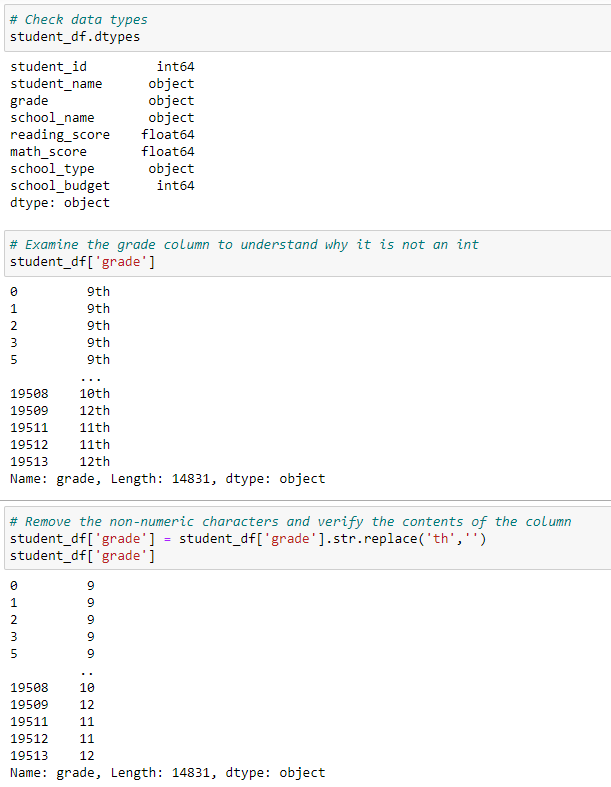 # Check data types
student_df.dtypes
student_id         int64
student_name      object
grade             object
school_name       object
reading_score    float64
math_score       float64
school_type       object
school_budget      int64
dtype: object
# Examine the grade column to understand why it is not an int
student_df['grade']
0         9th
1         9th
2         9th
3         9th
5         9th
         ...
19508    10th
19509    12th
19511    11th
19512    11th
19513    12th
Name: grade, Length: 14831, dtype: object
# Remove the non-numeric characters and verify the contents of the column
student_df['grade'] = student_df['grade'].str.replace('th','')
student_df['grade']
0         9
1         9
2         9
3         9
5         9
         ..
19508    10
19509    12
19511    11
19512    11
19513    12
Name: grade, Length: 14831, dtype: object